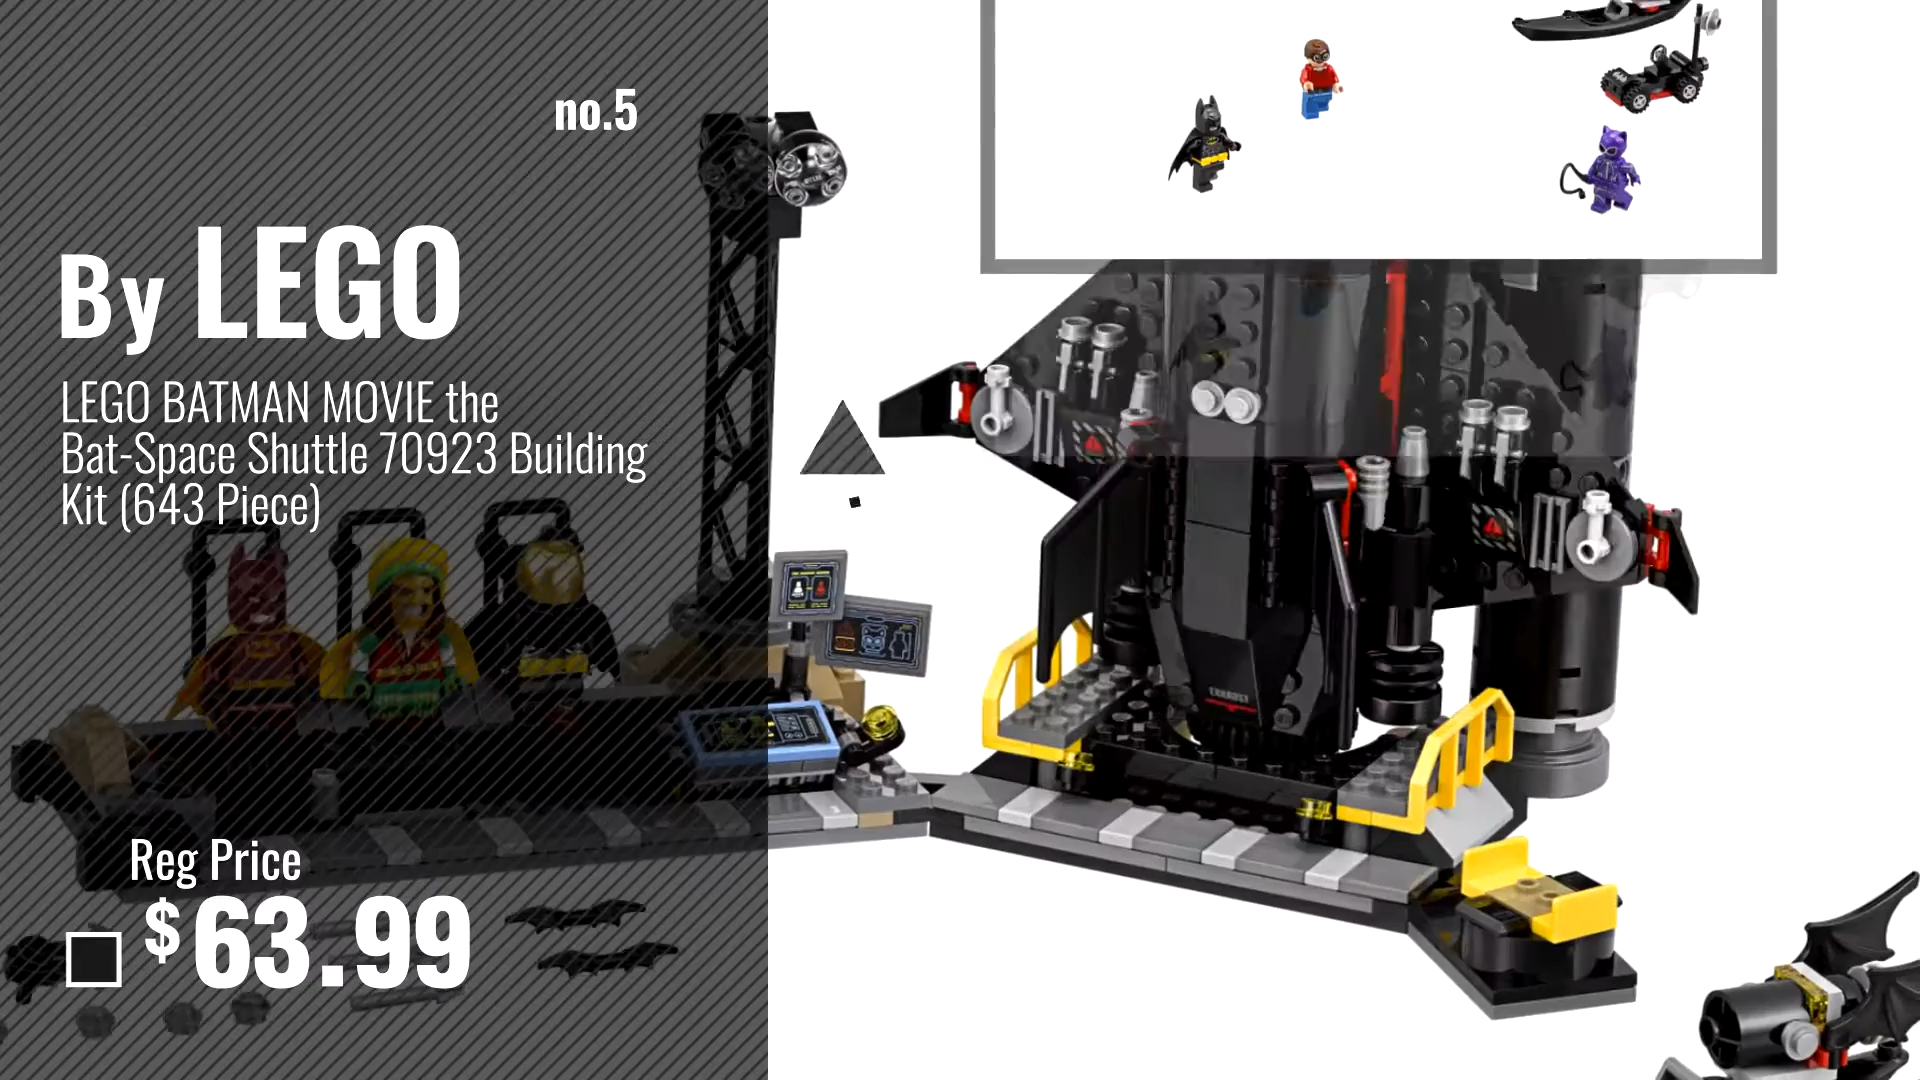 no.5
By LEGO
LEGO BATMAN MOVIE the
Bat-Space Shuttle 70923 Building
Kit (643 Piece)
Reg Price
$63.99
EXHAUST